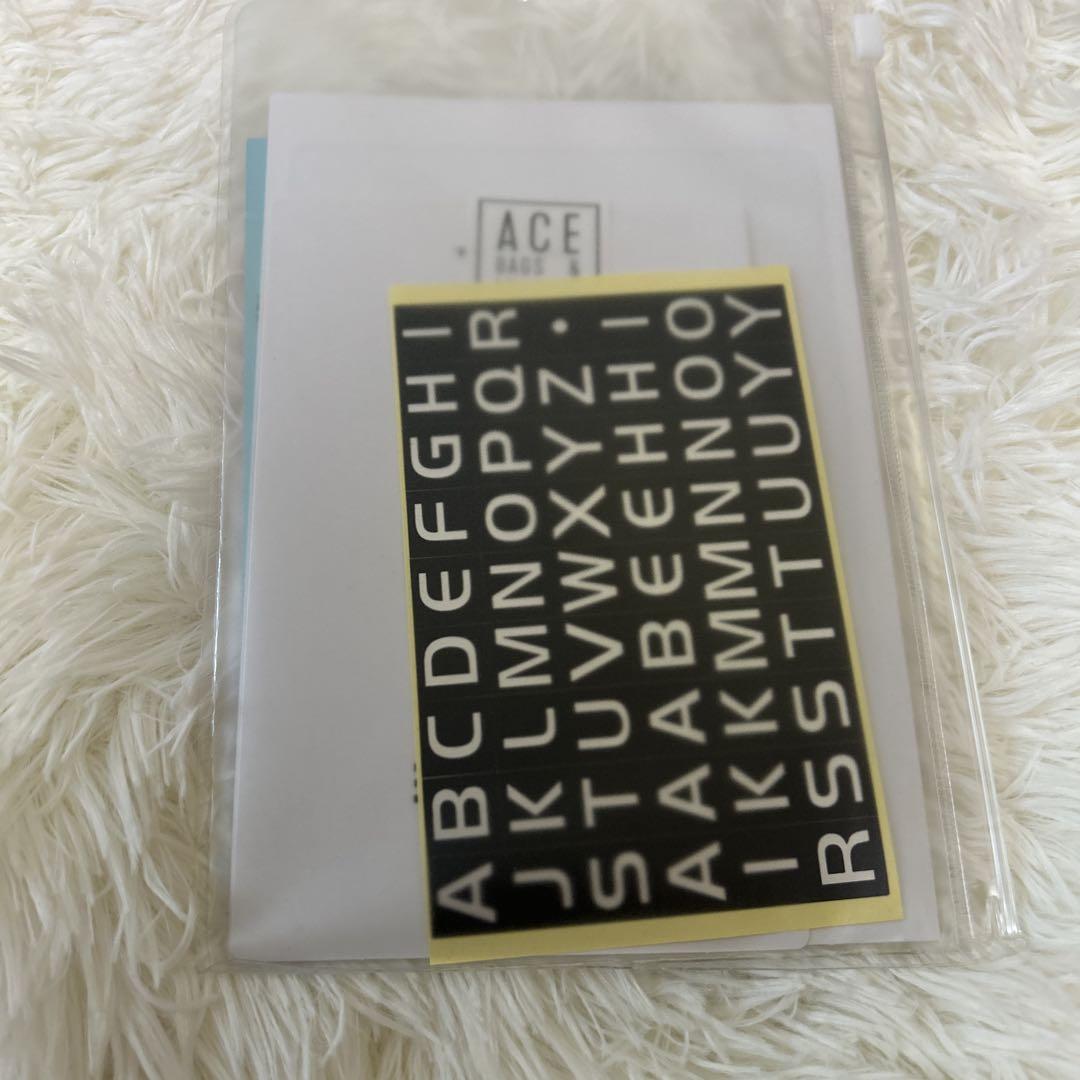 ACE
BAGS &
A B C D E F G H I
J K L M N O P Q R
S T U V W X Y Z •
A A A B E E H H I
I K K M M N N O O
R S S T T U U Y Y